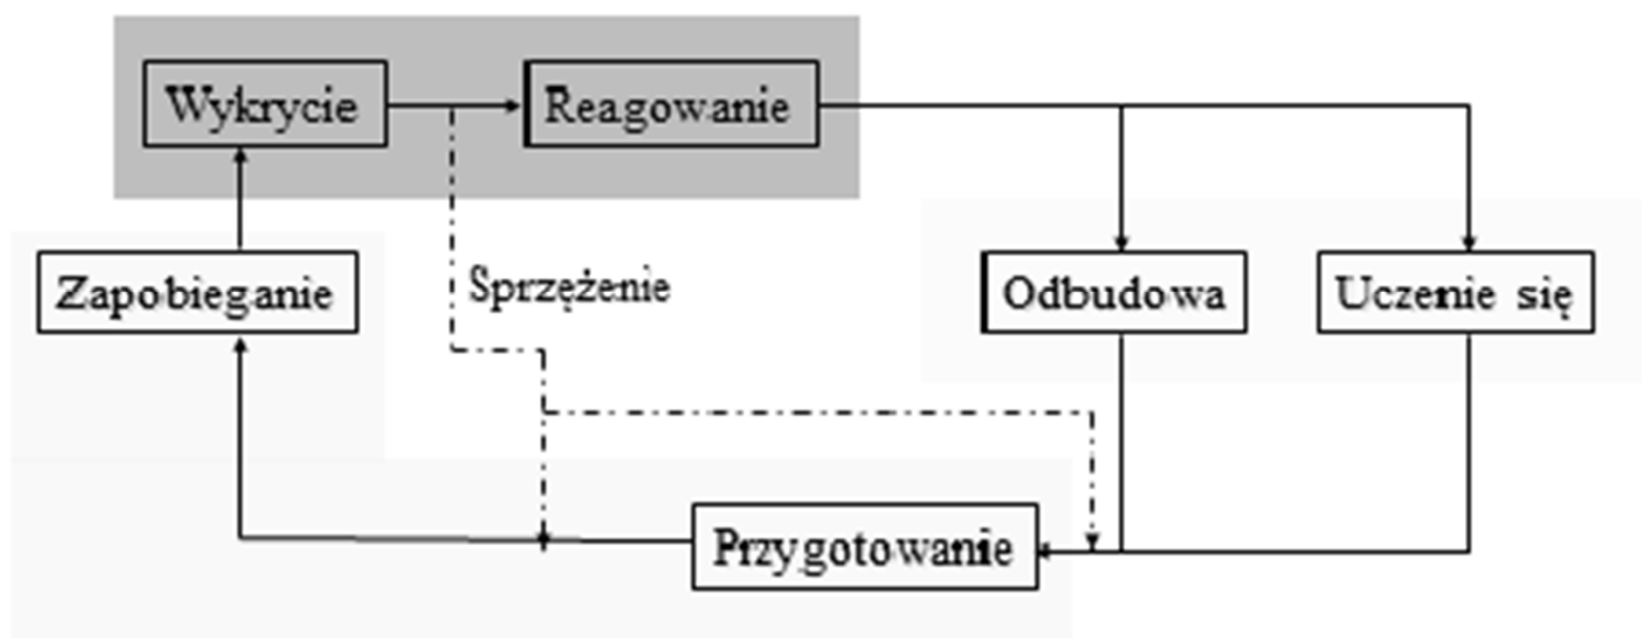 Wykrycie
Reagowanie
Zapobieganie
Sprzężenie
Odbudowa
Uczenie się
Przygotowanie